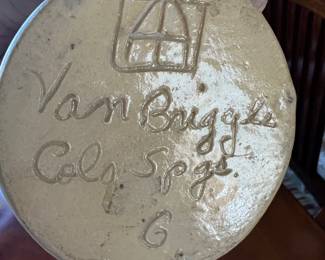 Van Briggle
Colo Spgs.
6